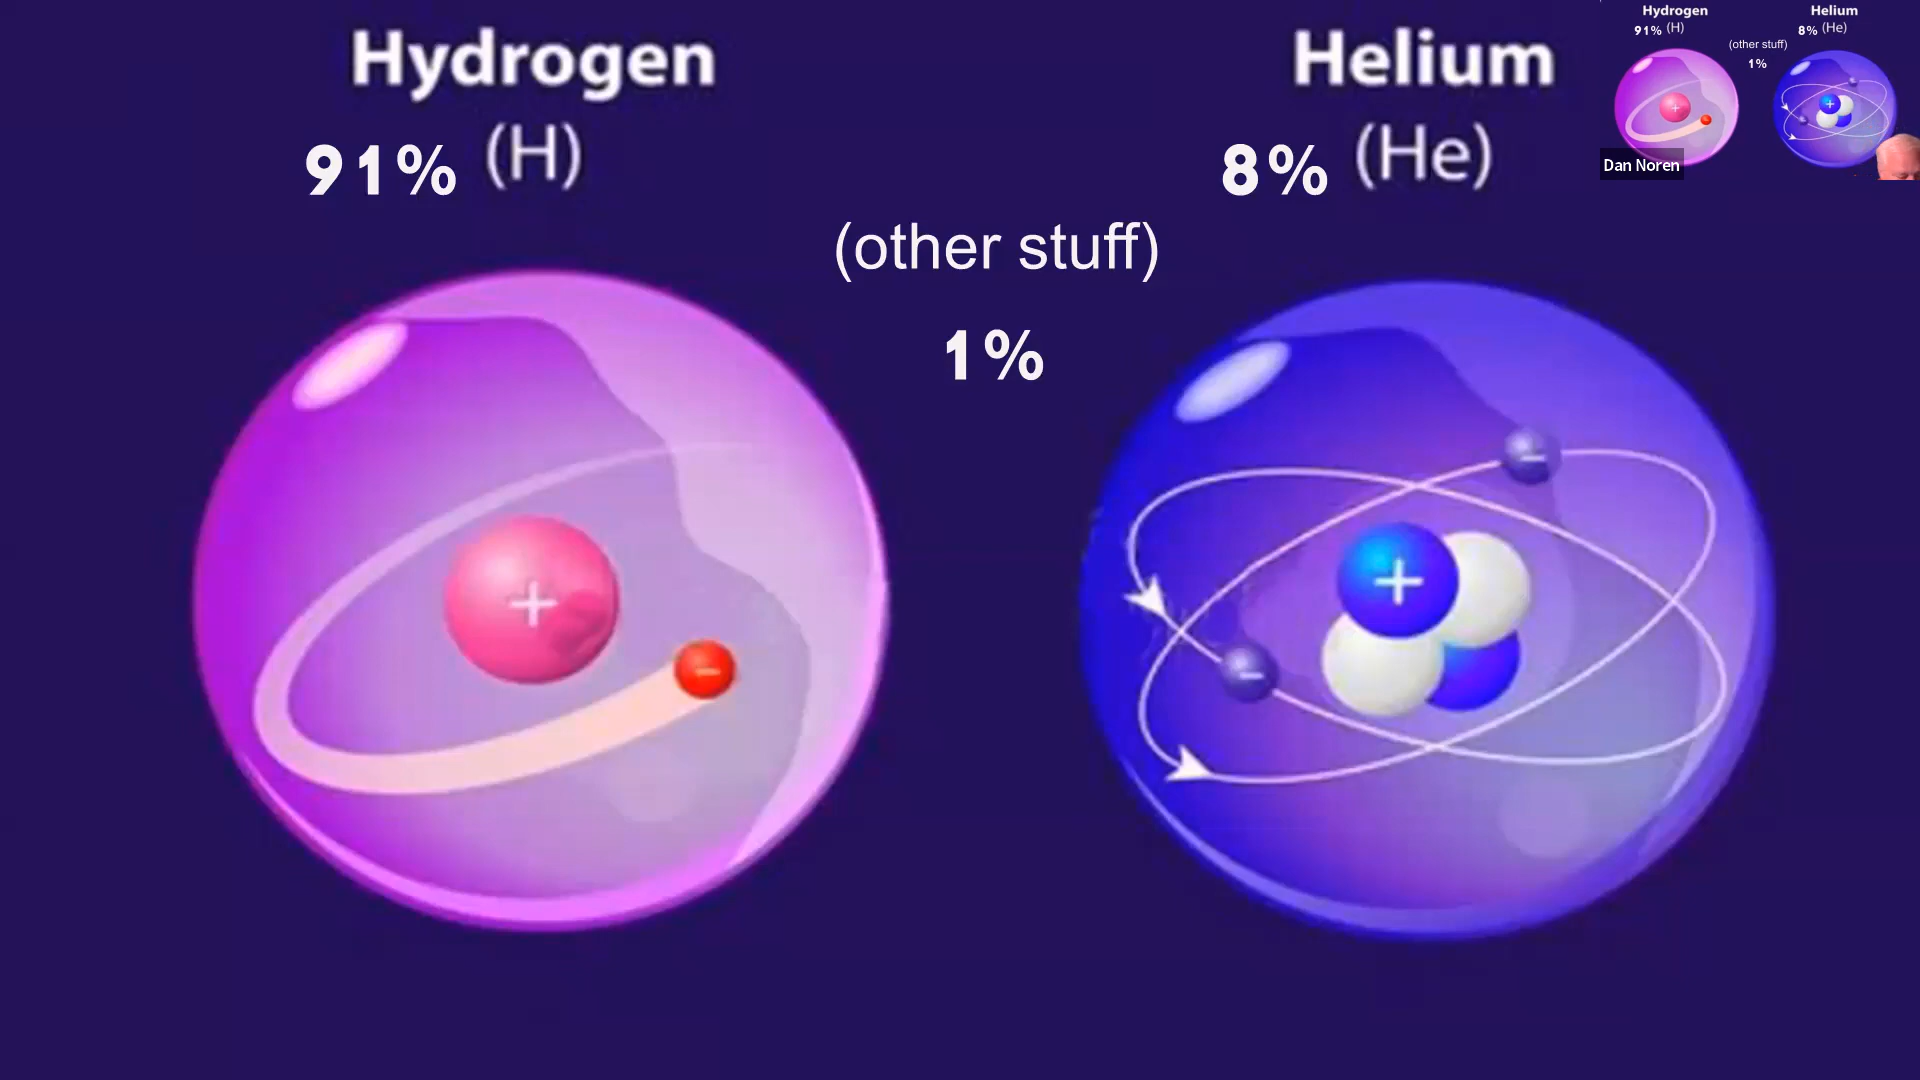 Hydrogen
91% (H)
Helium
8% (He)
(other stuff)
1%
+
-
+
-
-
Hydrogen
91% (H)
Helium
8% (He)
(other stuff)
1%
+
+
Dan Noren